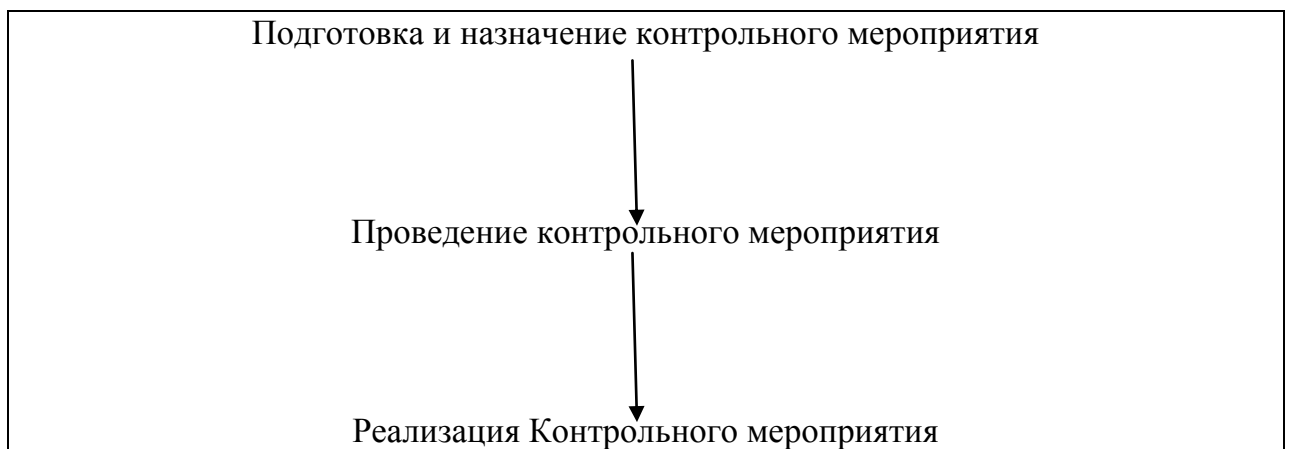 Подготовка и назначение контрольного мероприятия
Проведение контрольного мероприятия
Реализация Контрольного мероприятия